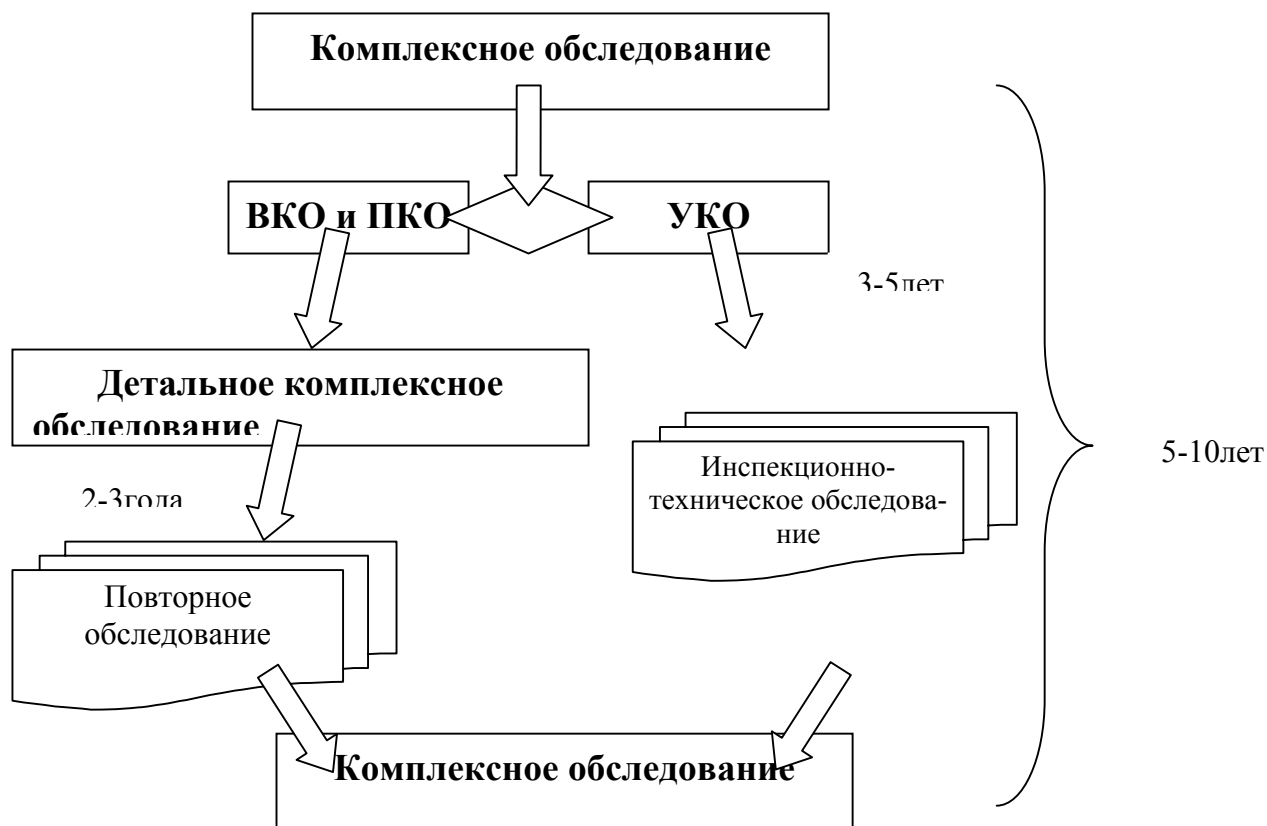 Комплексное обследование
ВКО и ПКО
УКО
3-5лет
Детальное комплексное
обследование
5-10лет
Инспекционно-
техническое обследова-
ние
2-3года
Повторное
обследование
Комплексное обследование